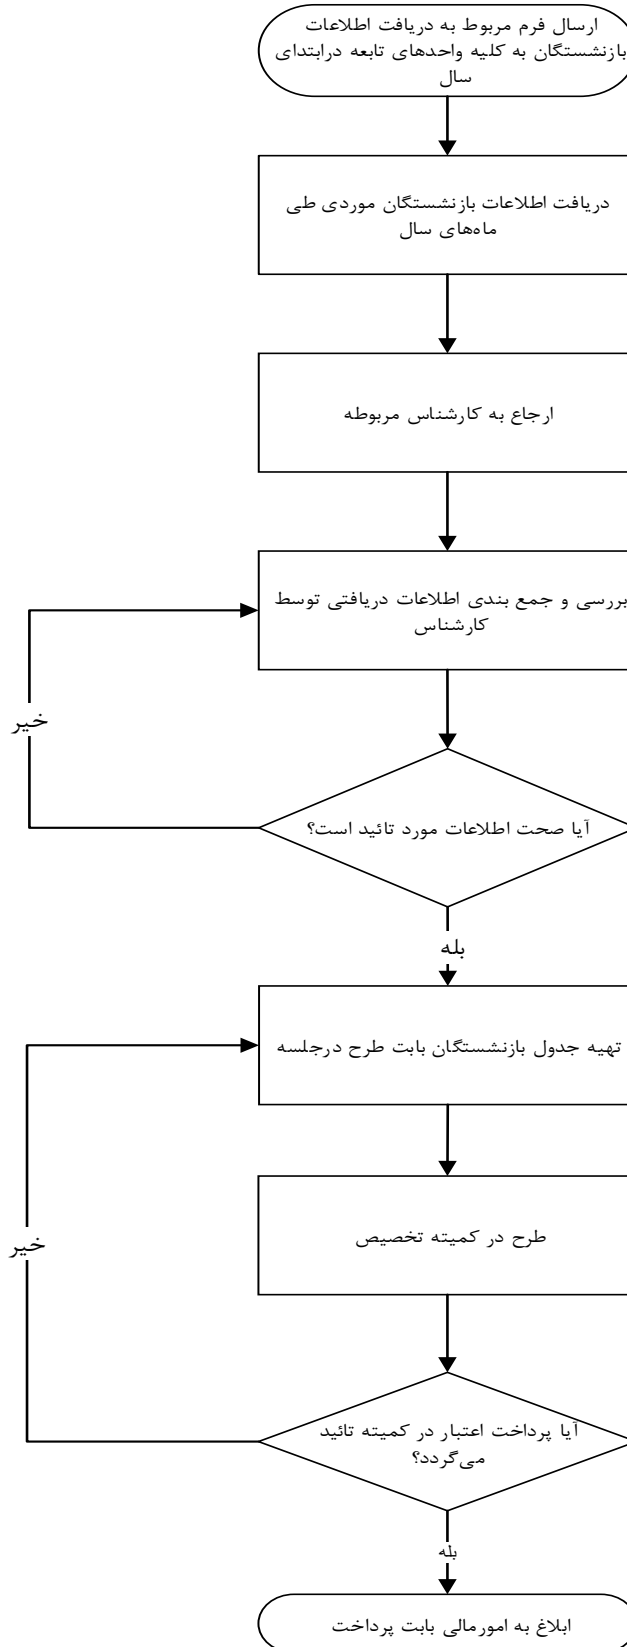 ارسال فرم مربوط به دریافت اطلاعات
بازنشستگان به کلیه واحدهای تابعه درابتدای
سال
دریافت اطلاعات بازنشستگان موردی طی
ماه‌های سال
ارجاع به کارشناس مربوطه
بررسی و جمع بندی اطلاعات دریافتی توسط
کارشناس
خیر
آیا صحت اطلاعات مورد تائید است؟
بله
تهیه جدول بازنشستگان بابت طرح درجلسه
طرح در کمیته تخصیص
خیر
آیا پرداخت اعتبار در کمیته تائید
می‌گردد؟
بله
ابلاغ به امورمالی بابت پرداخت